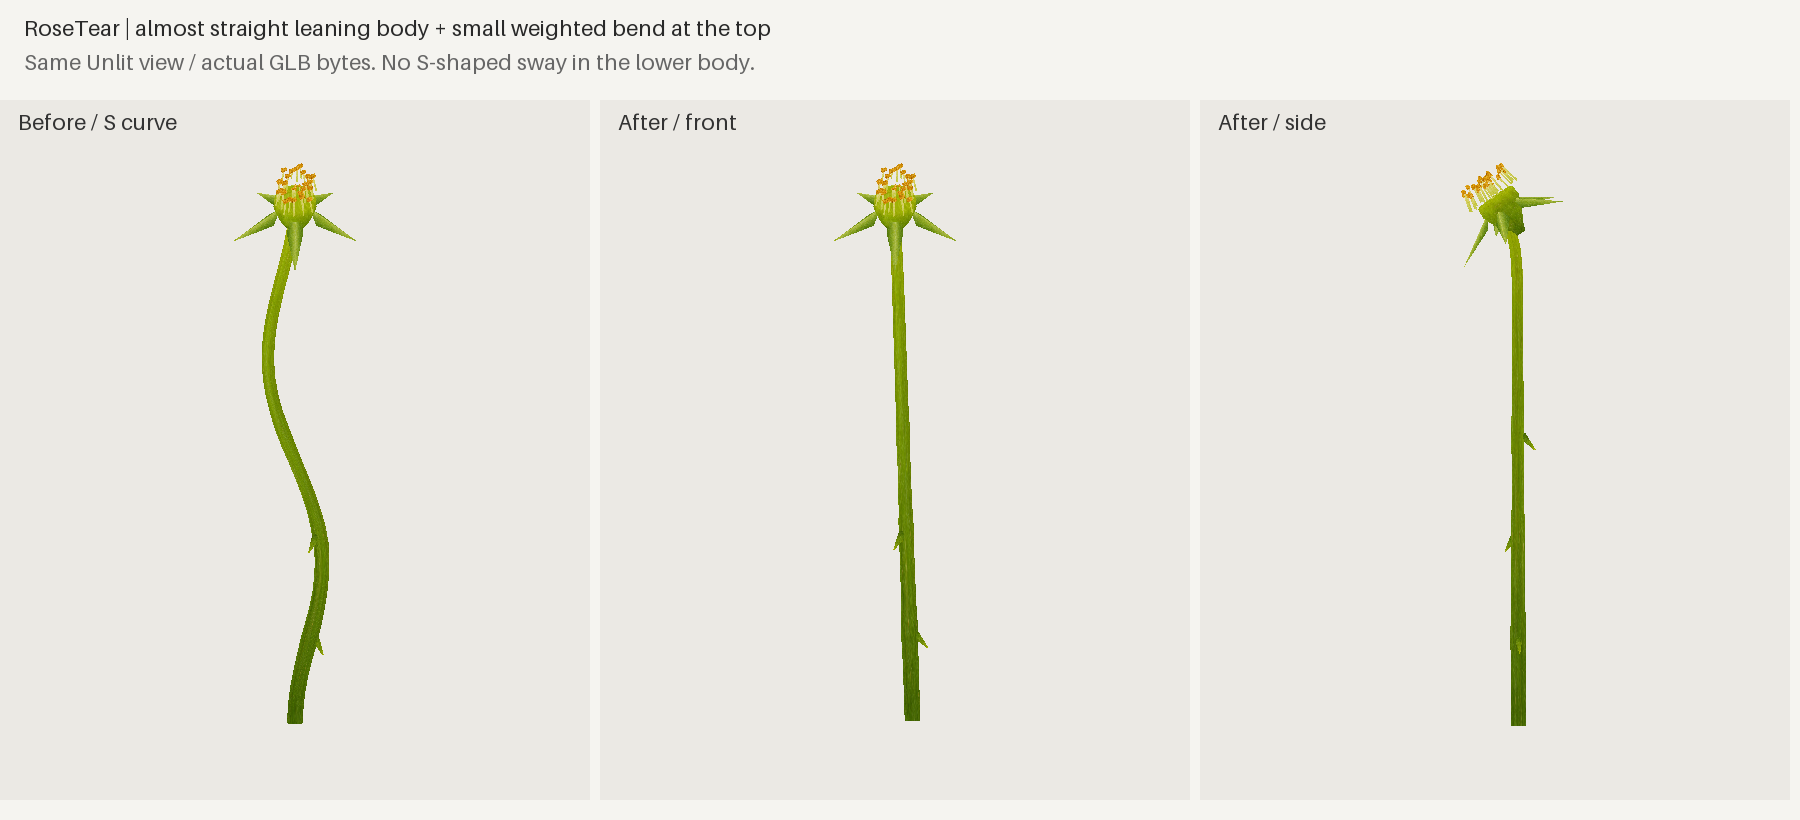 RoseTear | almost straight leaning body + small weighted bend at the top
Same Unlit view / actual GLB bytes. No S-shaped sway in the lower body.
Before / S curve
After / front
After / side